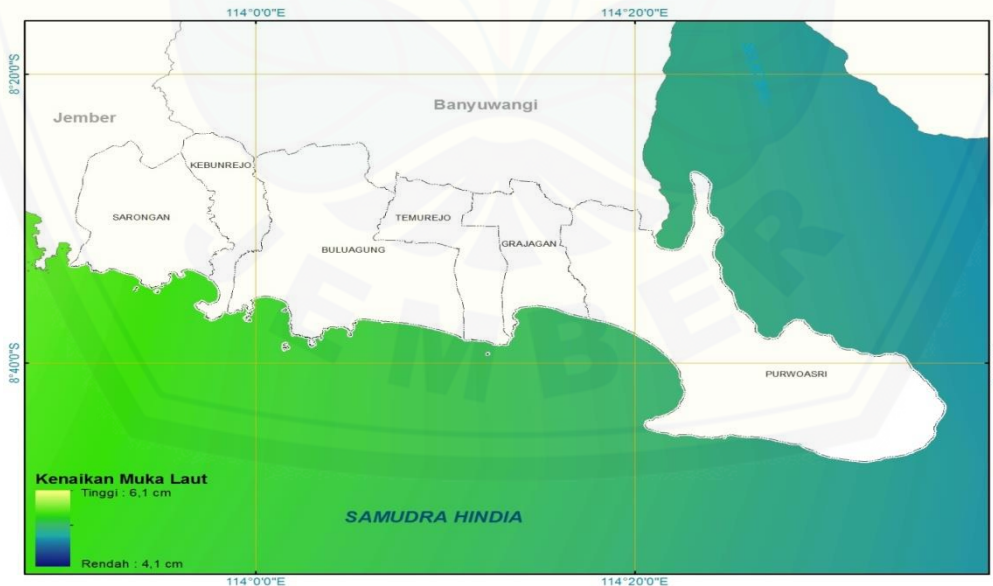 114°0'0"E 114°20'0"E
8°20'0"S
Jember
Banyuwangi
KEBUNREJO
SARONGAN
TEMUREJO
BULUAGUNG
GRAJAGAN
8°40'0"S
PURWOASRI
Kenaikan Muka Laut
Tinggi : 6,1 cm
Rendah : 4,1 cm
SAMUDRA HINDIA
114°0'0"E 114°20'0"E